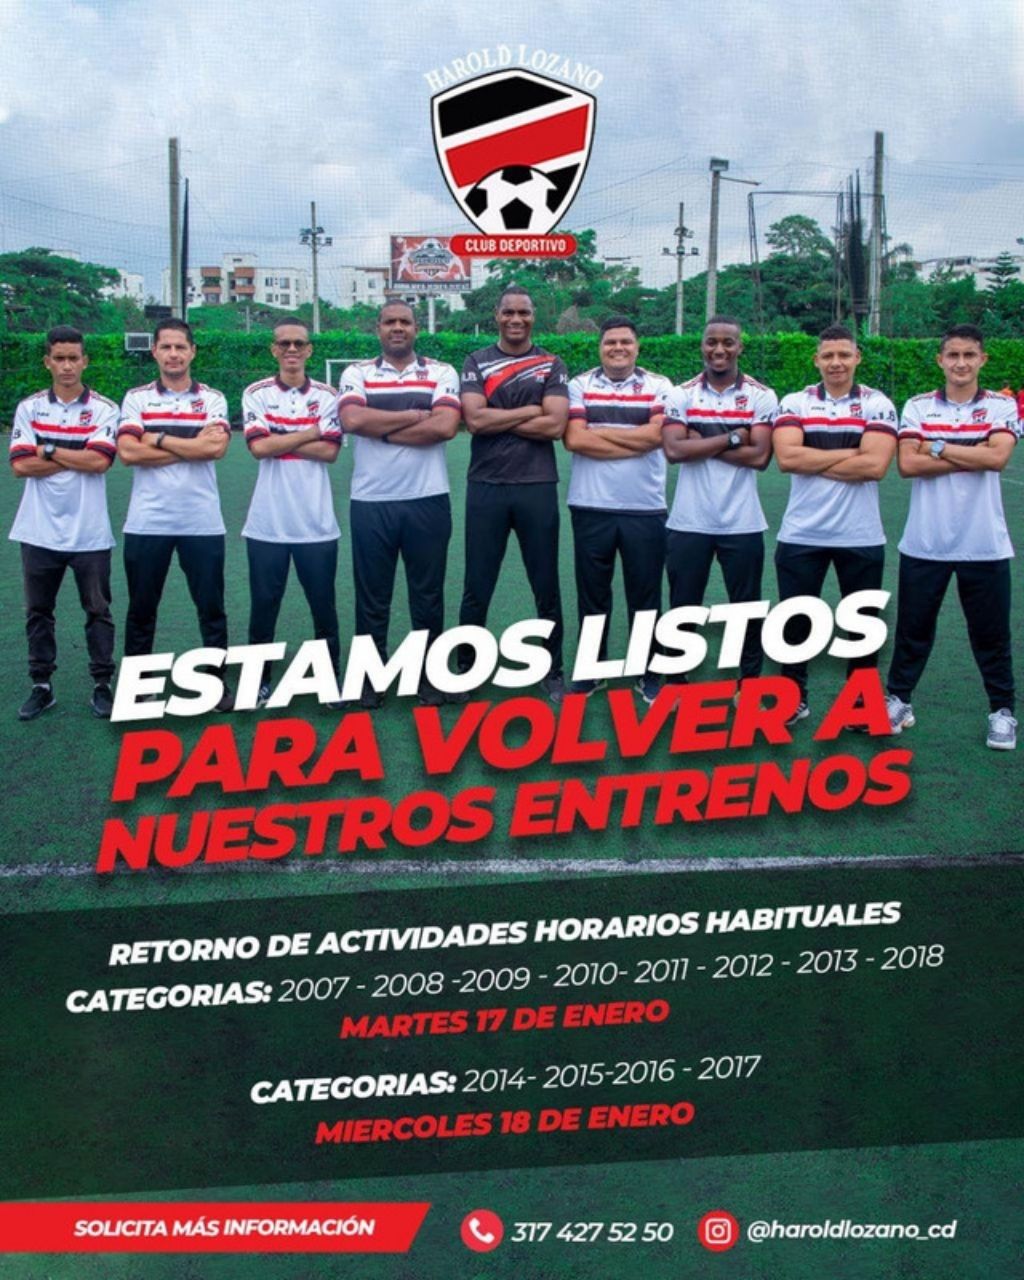 HAROLD LOZANO
CLUB DEPORTIVO
ESTAMOS LISTOS
PARA VOLVER A
NUESTROS ENTRENOS
RETORNO DE ACTIVIDADES HORARIOS HABITUALES
CATEGORIAS: 2007 - 2008 -2009 - 2010- 2011 - 2012 - 2013 - 2018
MARTES 17 DE ENERO
CATEGORIAS: 2014- 2015-2016 - 2017
MIERCOLES 18 DE ENERO
SOLICITA MÁS INFORMACIÓN
317 427 52 50
@haroldlozano_cd